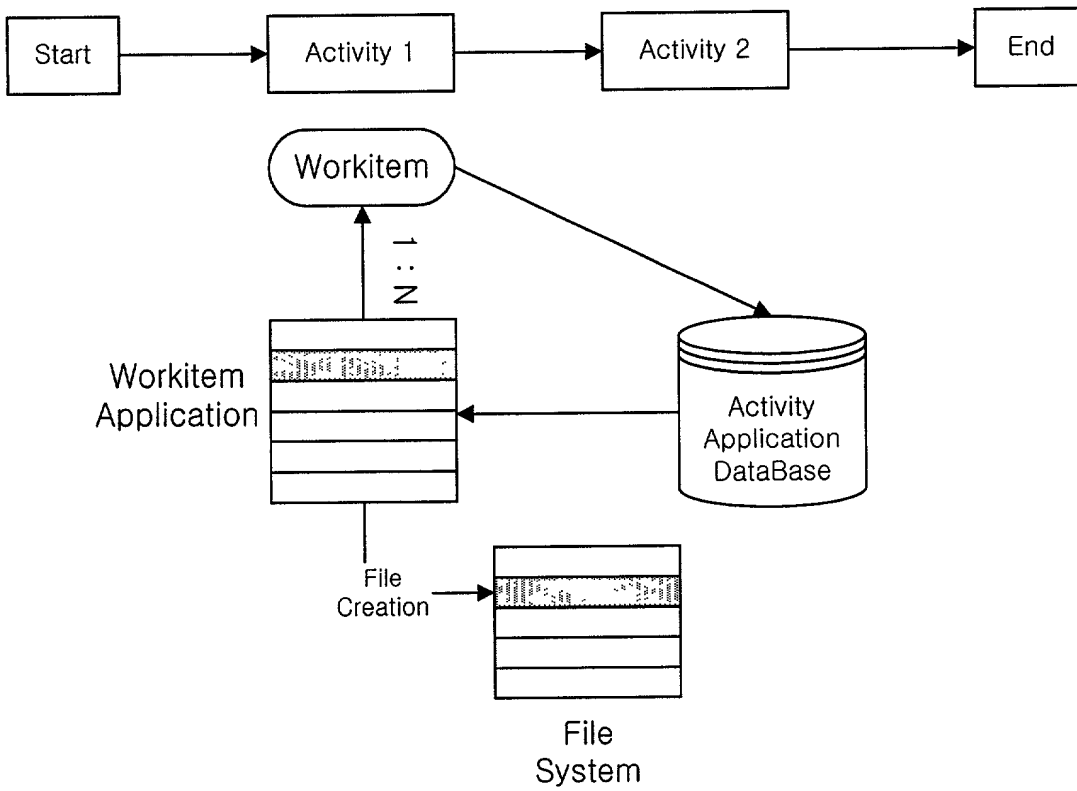 Start
Activity 1
Activity 2
End
Workitem
1 : N
Workitem
Application
Activity
Application
DataBase
File
Creation
File
System